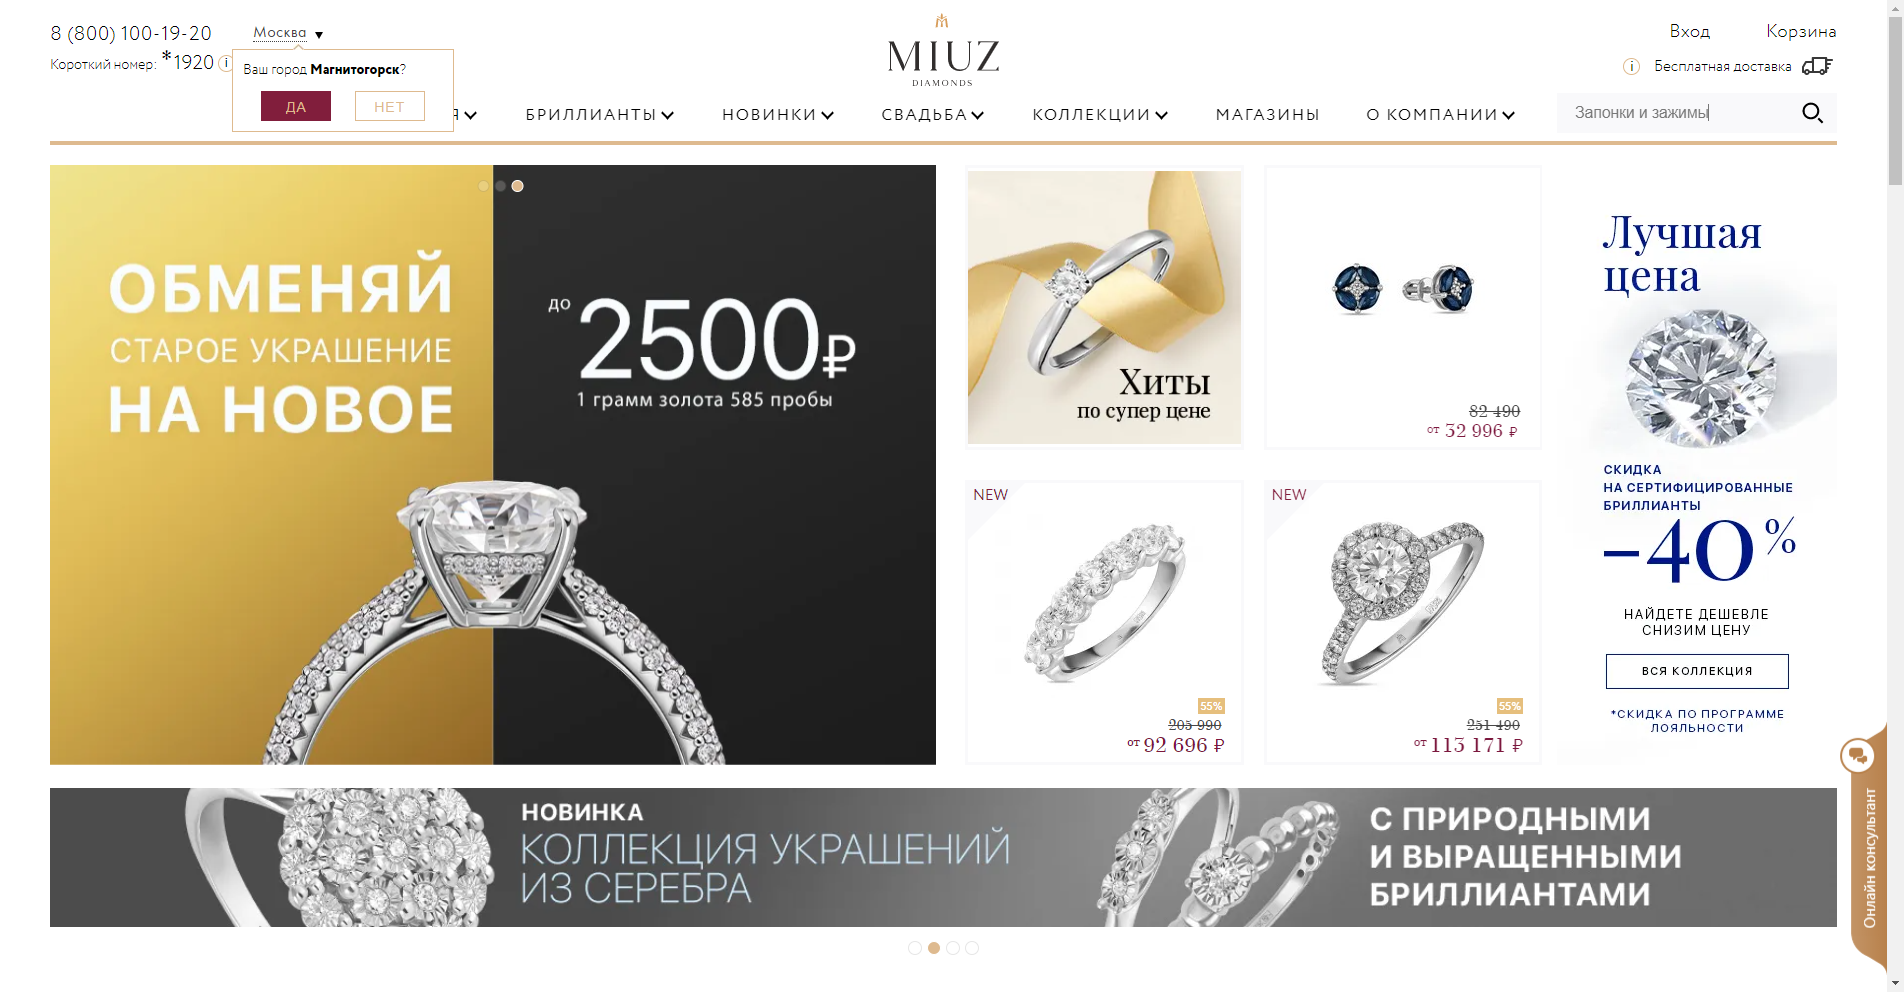 8 (800) 100-19-20
Москва
Короткий номер: *1920
Ваш город Магнитогорск?
ДА
НЕТ
MIUZ
DIAMONDS
Вход
Корзина
Бесплатная доставка
Я
БРИЛЛИАНТЫ
НОВИНКИ
СВАДЬБА
КОЛЛЕКЦИИ
МАГАЗИНЫ
О КОМПАНИИ
Запонки и зажимы
ОБМЕНЯЙ
СТАРОЕ УКРАШЕНИЕ
НА НОВОЕ
до 2500₽
1 грамм золота 585 пробы
Хиты
по супер цене
82 490
от 32 996 ₽
NEW
55%
205 990
от 92 696 ₽
NEW
55%
251 490
от 113 171 ₽
Лучшая
цена
СКИДКА
НА СЕРТИФИЦИРОВАННЫЕ
БРИЛЛИАНТЫ
-40%
НАЙДЕТЕ ДЕШЕВЛЕ
СНИЗИМ ЦЕНУ
ВСЯ КОЛЛЕКЦИЯ
*СКИДКА ПО ПРОГРАММЕ
ЛОЯЛЬНОСТИ
НОВИНКА
КОЛЛЕКЦИЯ УКРАШЕНИЙ
ИЗ СЕРЕБРА
С ПРИРОДНЫМИ
И ВЫРАЩЕННЫМИ
БРИЛЛИАНТАМИ
Онлайн консультант